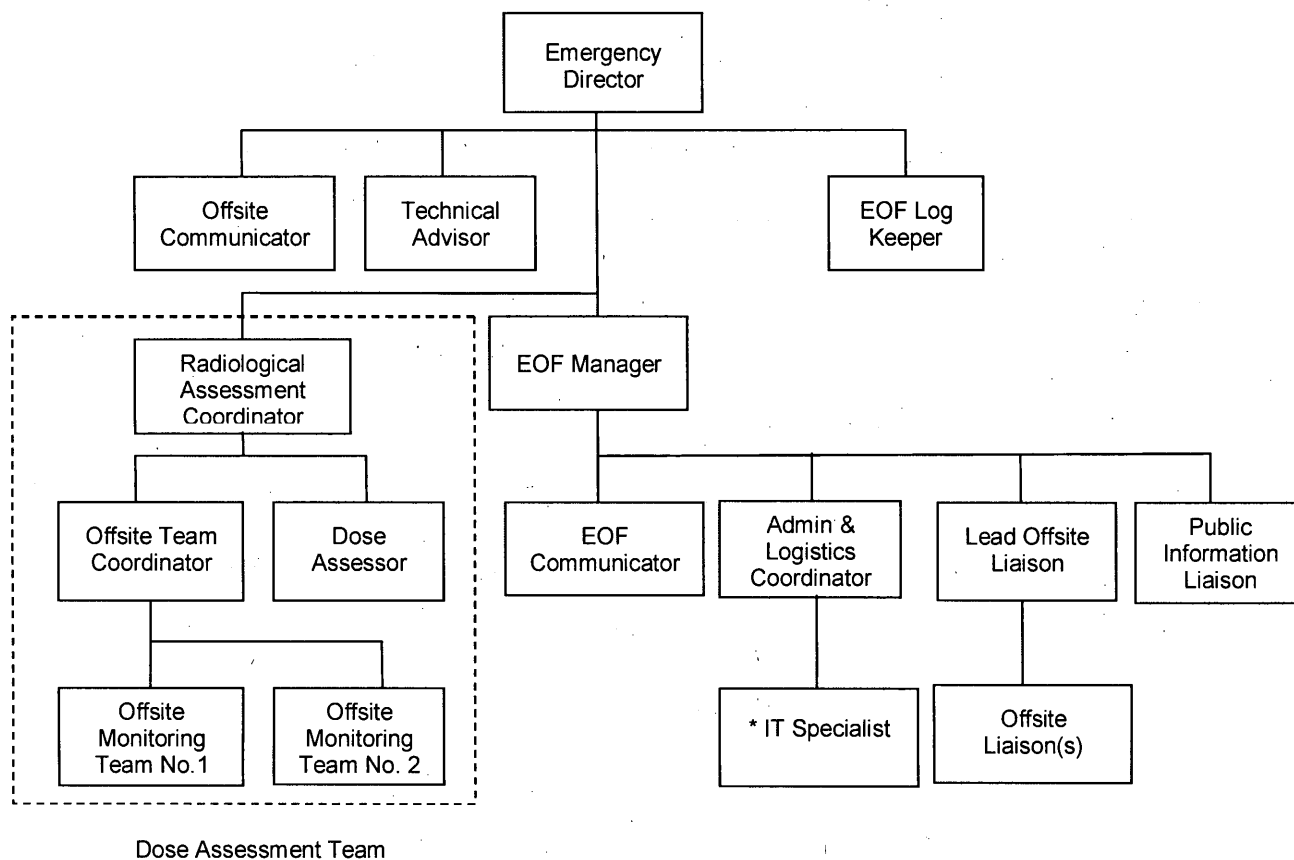 Emergency
Director
Offsite
Communicator
Technical
Advisor
EOF Log
Keeper
Radiological
Assessment
Coordinator
EOF Manager
Offsite Team
Coordinator
Dose
Assessor
EOF
Communicator
Admin &
Logistics
Coordinator
Lead Offsite
Liaison
Public
Information
Liaison
Offsite
Monitoring
Team No.1
Offsite
Monitoring
Team No. 2
* IT Specialist
Offsite
Liaison(s)
Dose Assessment Team